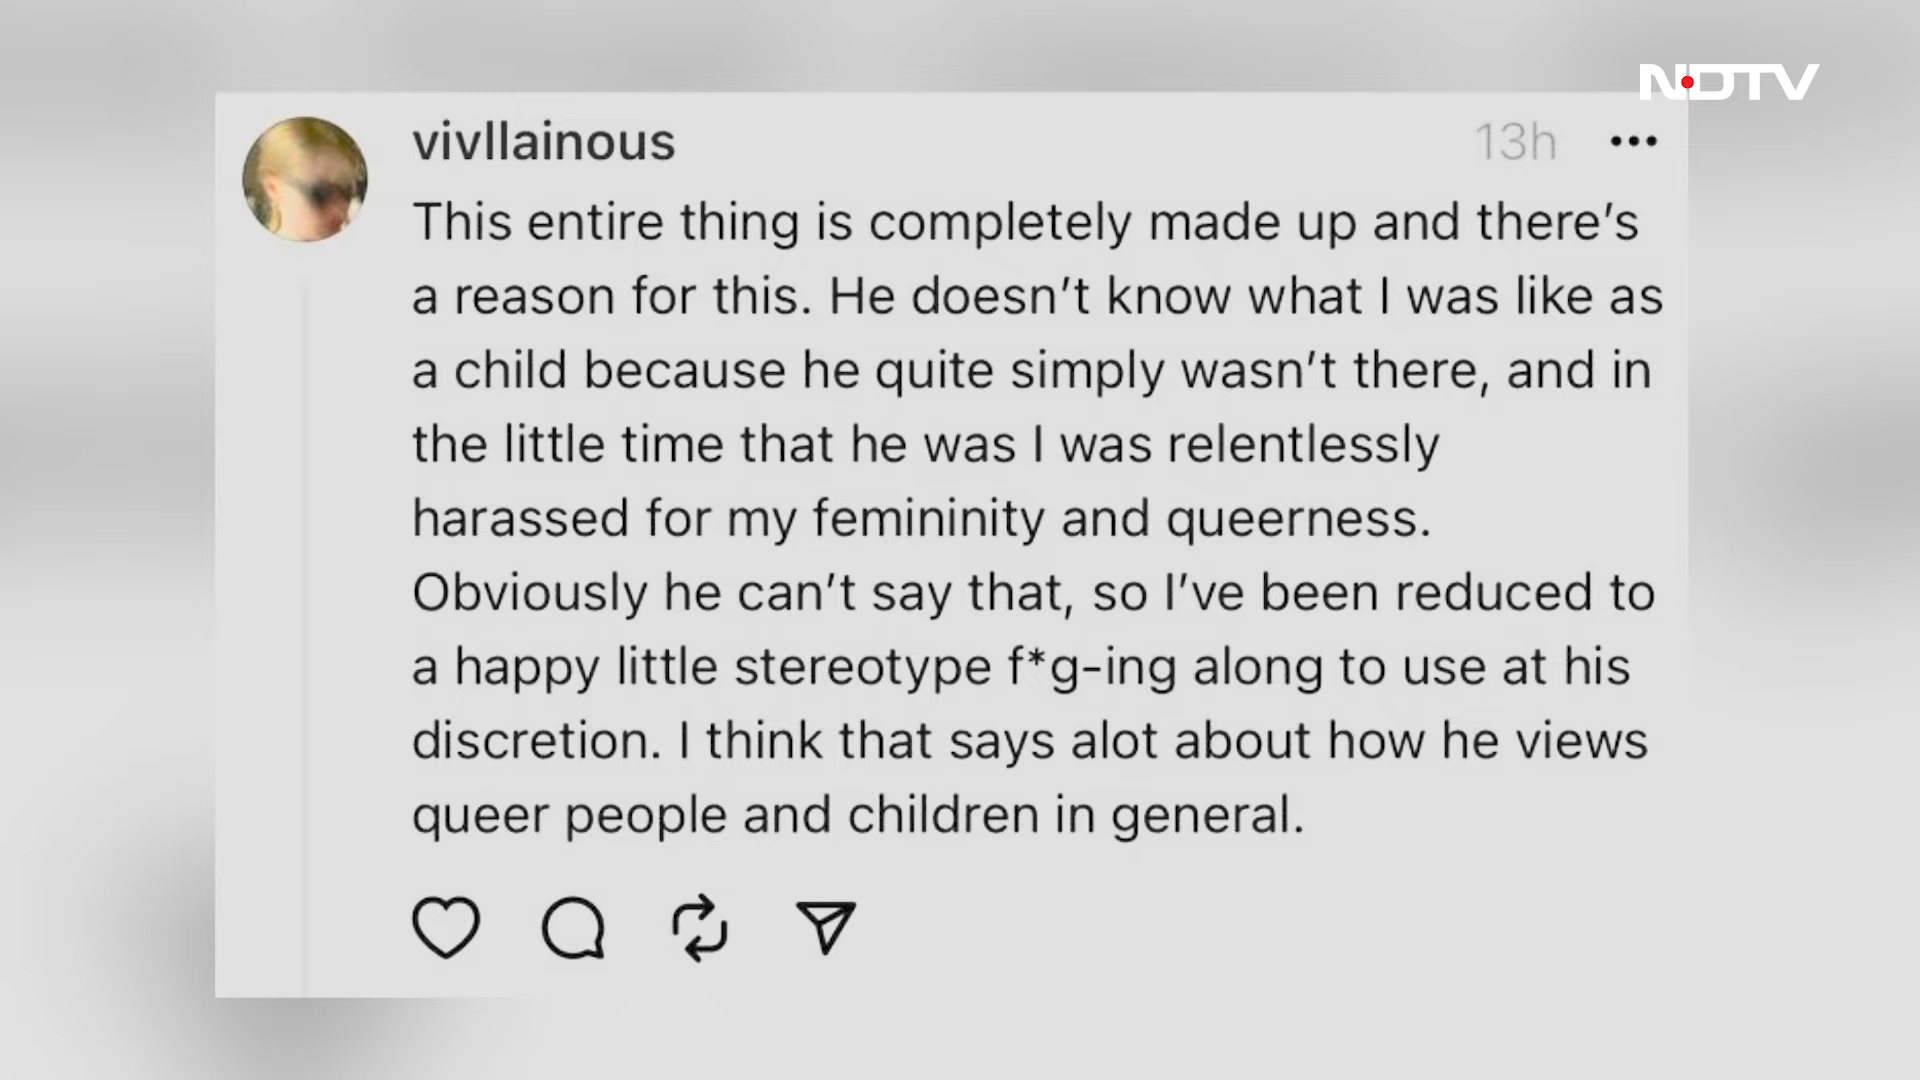 NDTV
vivllainous 13h
This entire thing is completely made up and there’s
a reason for this. He doesn’t know what I was like as
a child because he quite simply wasn’t there, and in
the little time that he was I was relentlessly
harassed for my femininity and queerness.
Obviously he can’t say that, so I’ve been reduced to
a happy little stereotype f*g-ing along to use at his
discretion. I think that says alot about how he views
queer people and children in general.